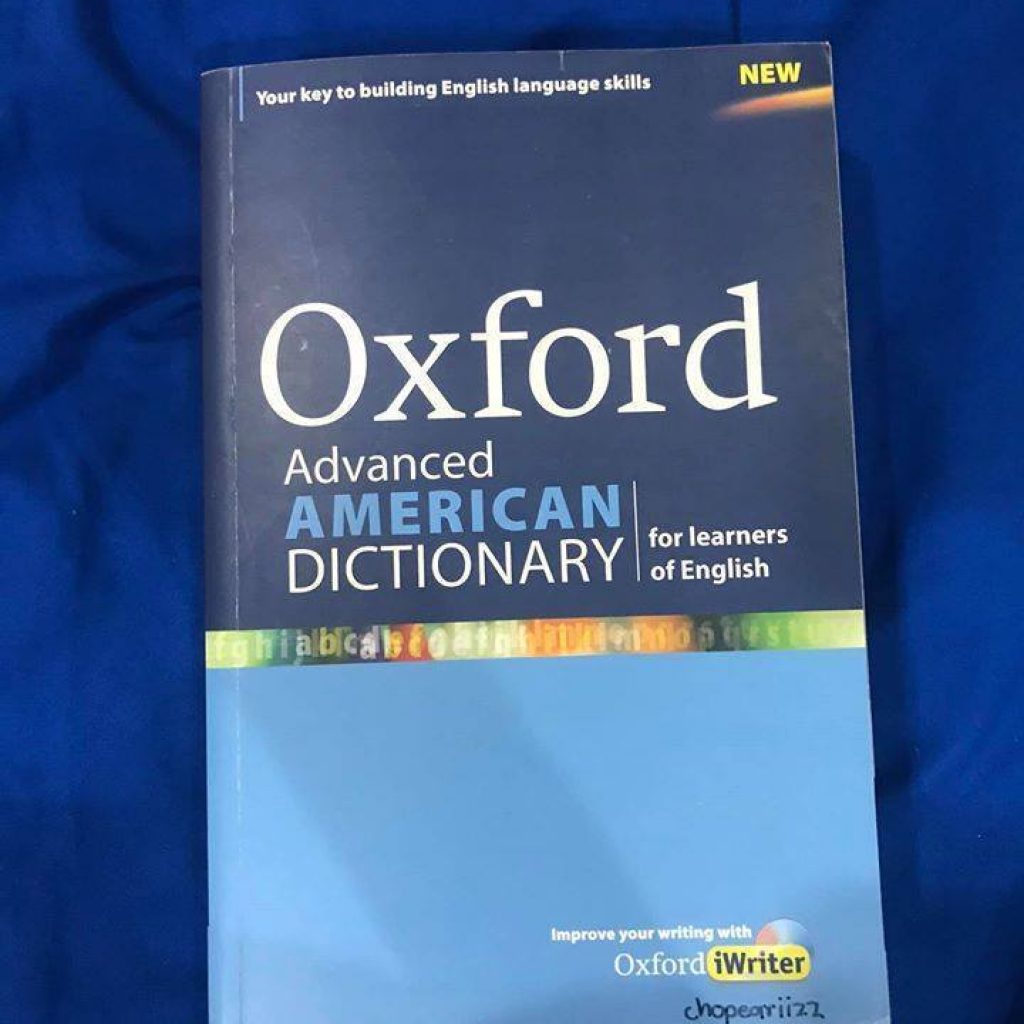 Your key to building English language skills
NEW
Oxford
Advanced
AMERICAN
DICTIONARY
for learners
of English
Improve your writing with
Oxford iWriter